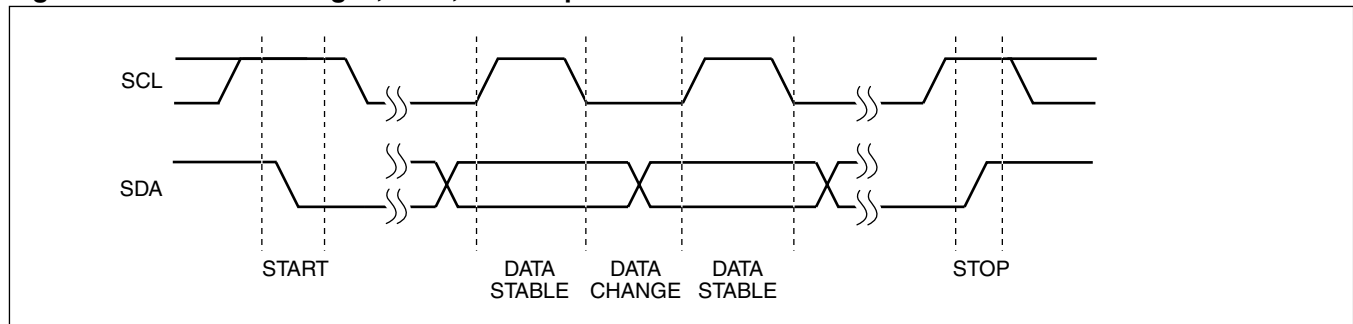 SCL
SDA
START
DATA
STABLE
DATA
CHANGE
DATA
STABLE
STOP